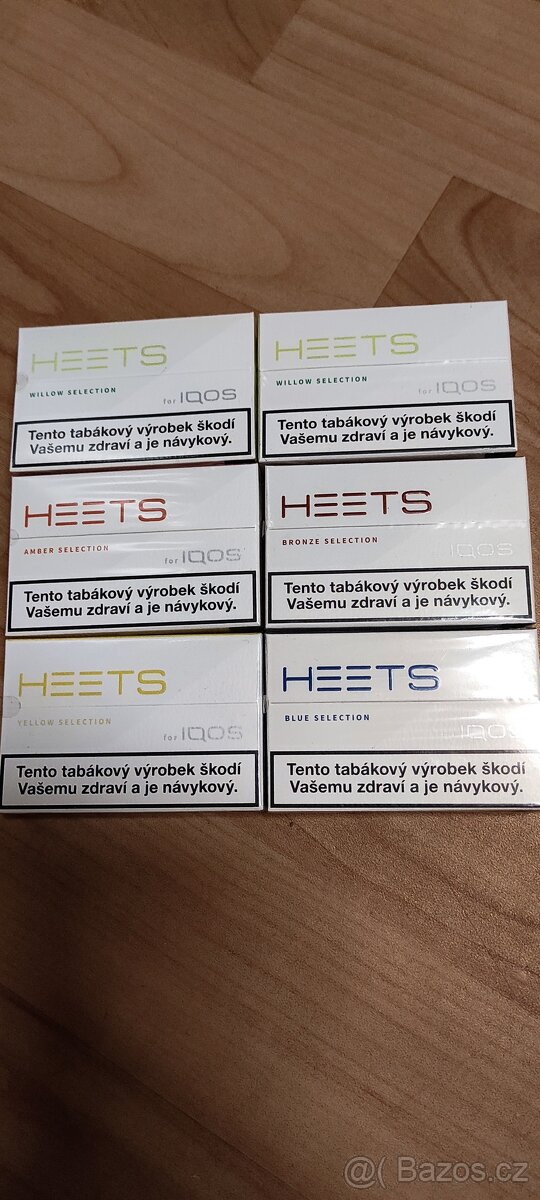 HEETS
WILLOW SELECTION
for IQOS
Tento tabákový výrobek škodí
Vašemu zdraví a je návykový.
HEETS
WILLOW SELECTION
for IQOS
Tento tabákový výrobek škodí
Vašemu zdraví a je návykový.
HEETS
AMBER SELECTION
for IQOS
Tento tabákový výrobek škodí
Vašemu zdraví a je návykový.
HEETS
BRONZE SELECTION
IQOS
Tento tabákový výrobek škodí
Vašemu zdraví a je návykový.
HEETS
YELLOW SELECTION
for IQOS
Tento tabákový výrobek škodí
Vašemu zdraví a je návykový.
HEETS
BLUE SELECTION
IQOS
Tento tabákový výrobek škodí
Vašemu zdraví a je návykový.
@( Bazos.cz